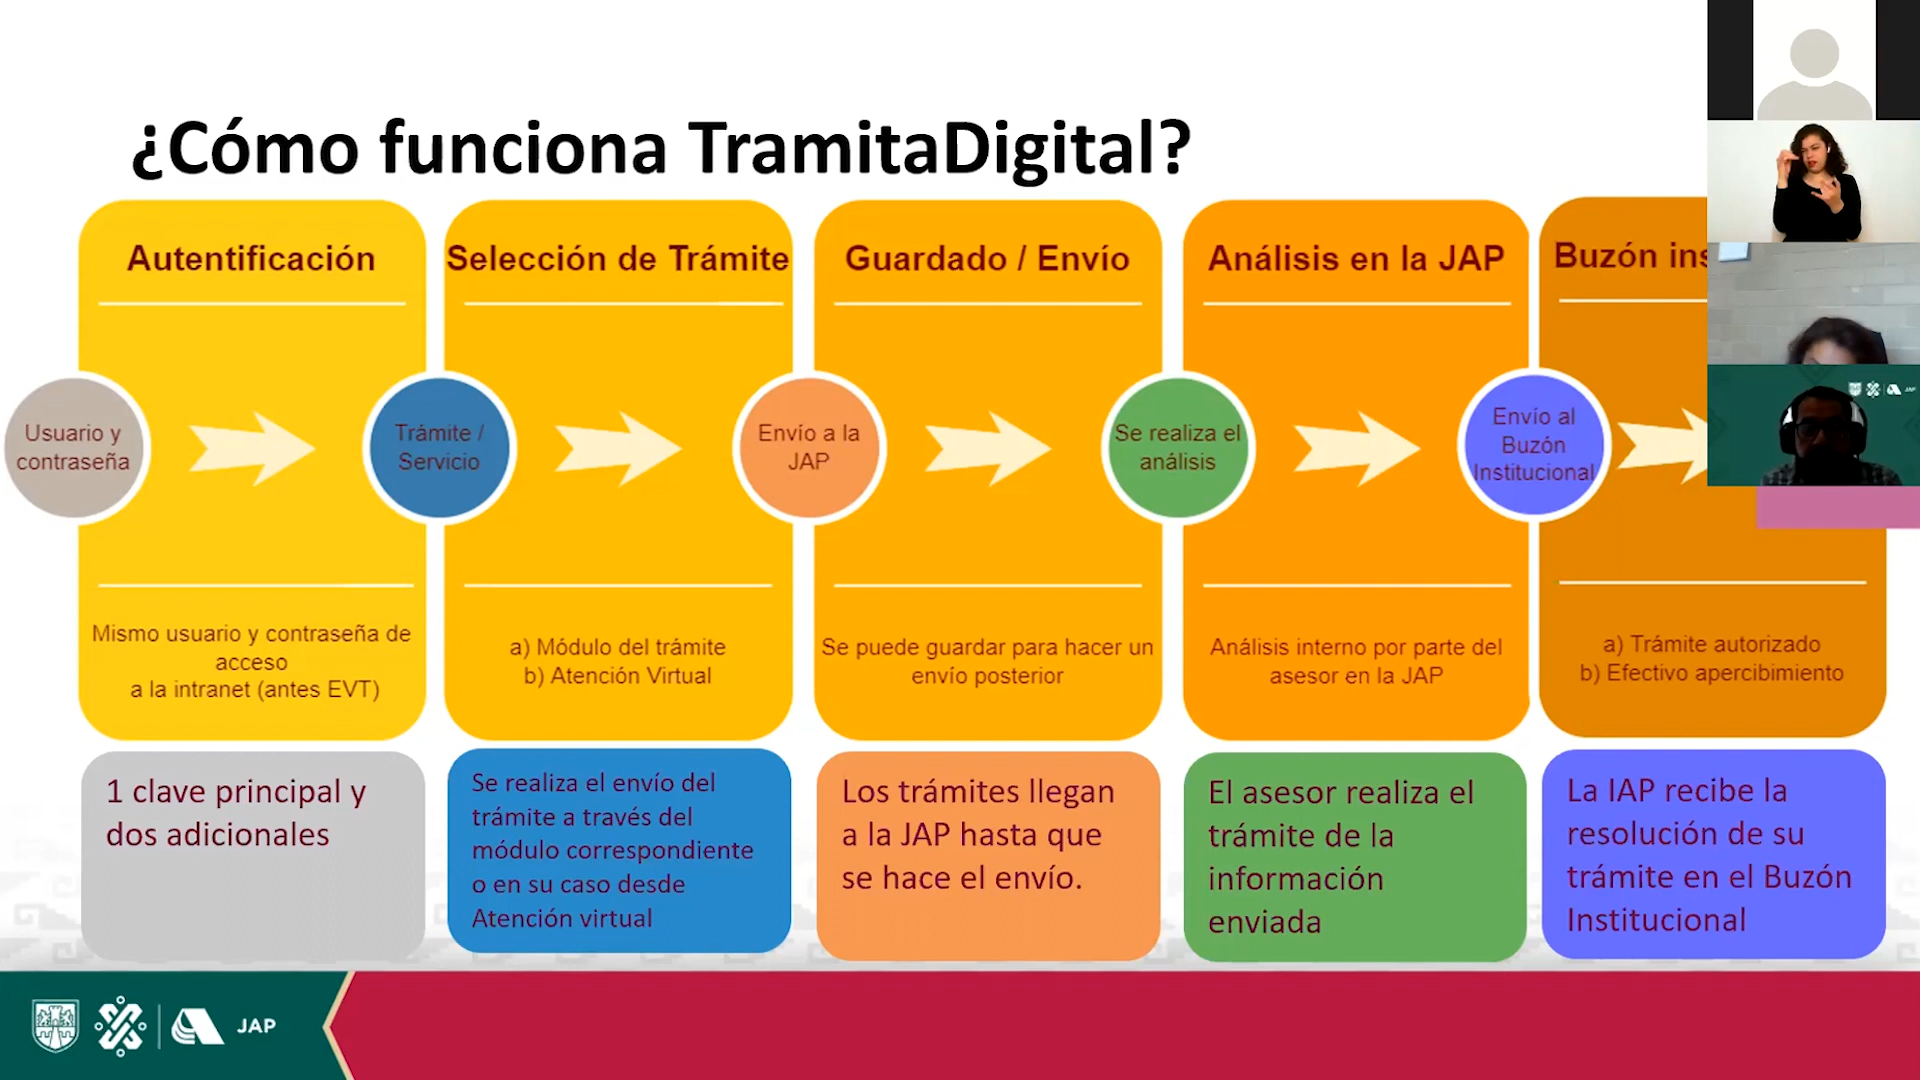 ¿Cómo funciona TramitaDigital?
Autentificación
Usuario y
contraseña
Mismo usuario y contraseña de
acceso
a la intranet (antes EVT)
1 clave principal y
dos adicionales
Selección de Trámite
Trámite /
Servicio
a) Módulo del trámite
b) Atención Virtual
Se realiza el envío del
trámite a través del
módulo correspondiente
o en su caso desde
Atención virtual
Guardado / Envío
Envío a la
JAP
Se puede guardar para hacer un
envío posterior
Los trámites llegan
a la JAP hasta que
se hace el envío.
Análisis en la JAP
Se realiza el
análisis
Análisis interno por parte del
asesor en la JAP
El asesor realiza el
trámite de la
información
enviada
Buzón ins
Envío al
Buzón
Institucional
a) Trámite autorizado
b) Efectivo apercibimiento
La IAP recibe la
resolución de su
trámite en el Buzón
Institucional
JAP